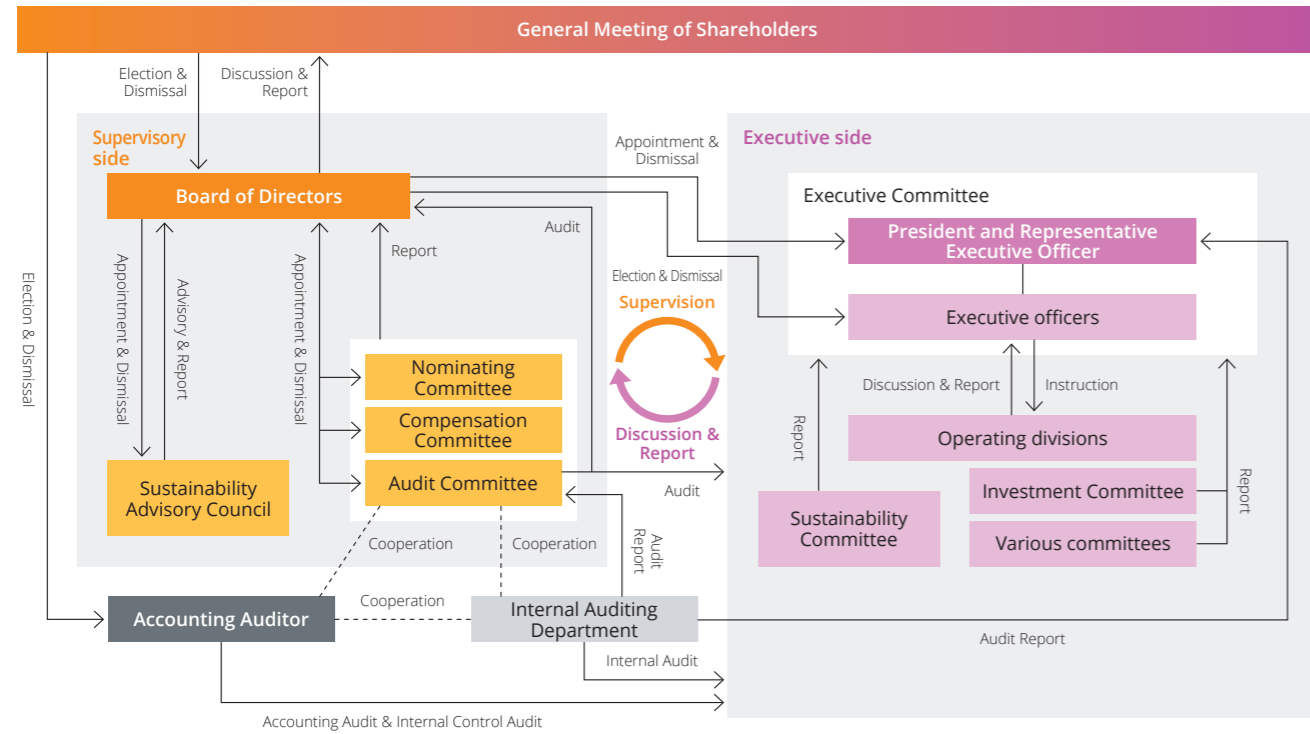 General Meeting of Shareholders
Election &
Dismissal
Discussion &
Report
Supervisory
side
Appointment &
Dismissal
Executive side
Board of Directors
Executive Committee
President and Representative
Executive Officer
Audit
Report
Election & Dismissal
Appointment & Dismissal
Advisory & Report
Appointment & Dismissal
Election & Dismissal
Supervision
Executive officers
Nominating
Committee
Discussion & Report
Instruction
Compensation
Committee
Discussion &
Report
Report
Operating divisions
Audit Committee
Audit
Sustainability
Advisory Council
Investment Committee
Report
Sustainability
Committee
Various committees
Cooperation
Cooperation
Audit
Report
Cooperation
Accounting Auditor
Internal Auditing
Department
Audit Report
Internal Audit
Accounting Audit & Internal Control Audit